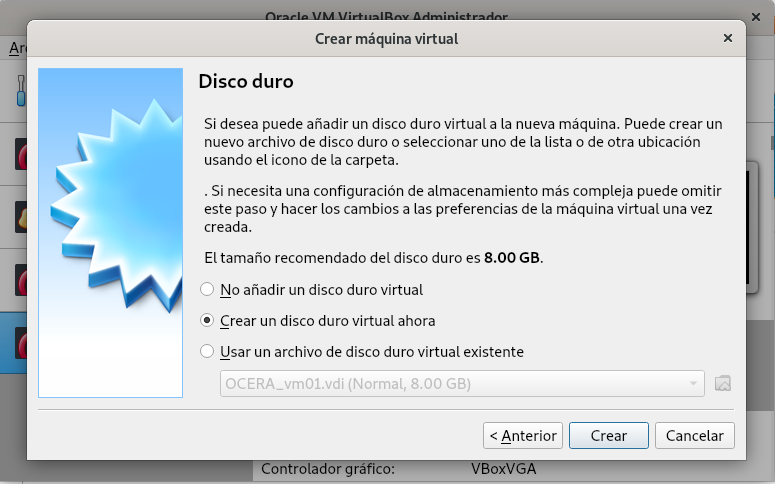 Oracle VM VirtualBox Administrador
Crear máquina virtual
Disco duro
Si desea puede añadir un disco duro virtual a la nueva máquina. Puede crear un
nuevo archivo de disco duro o seleccionar uno de la lista o de otra ubicación
usando el icono de la carpeta.
. Si necesita una configuración de almacenamiento más compleja puede omitir
este paso y hacer los cambios a las preferencias de la máquina virtual una vez
creada.
El tamaño recomendado del disco duro es 8.00 GB.
No añadir un disco duro virtual
Crear un disco duro virtual ahora
Usar un archivo de disco duro virtual existente
OCERA_vm01.vdi (Normal, 8.00 GB)
< Anterior
Crear
Cancelar
Controlador gráfico: VBoxVGA